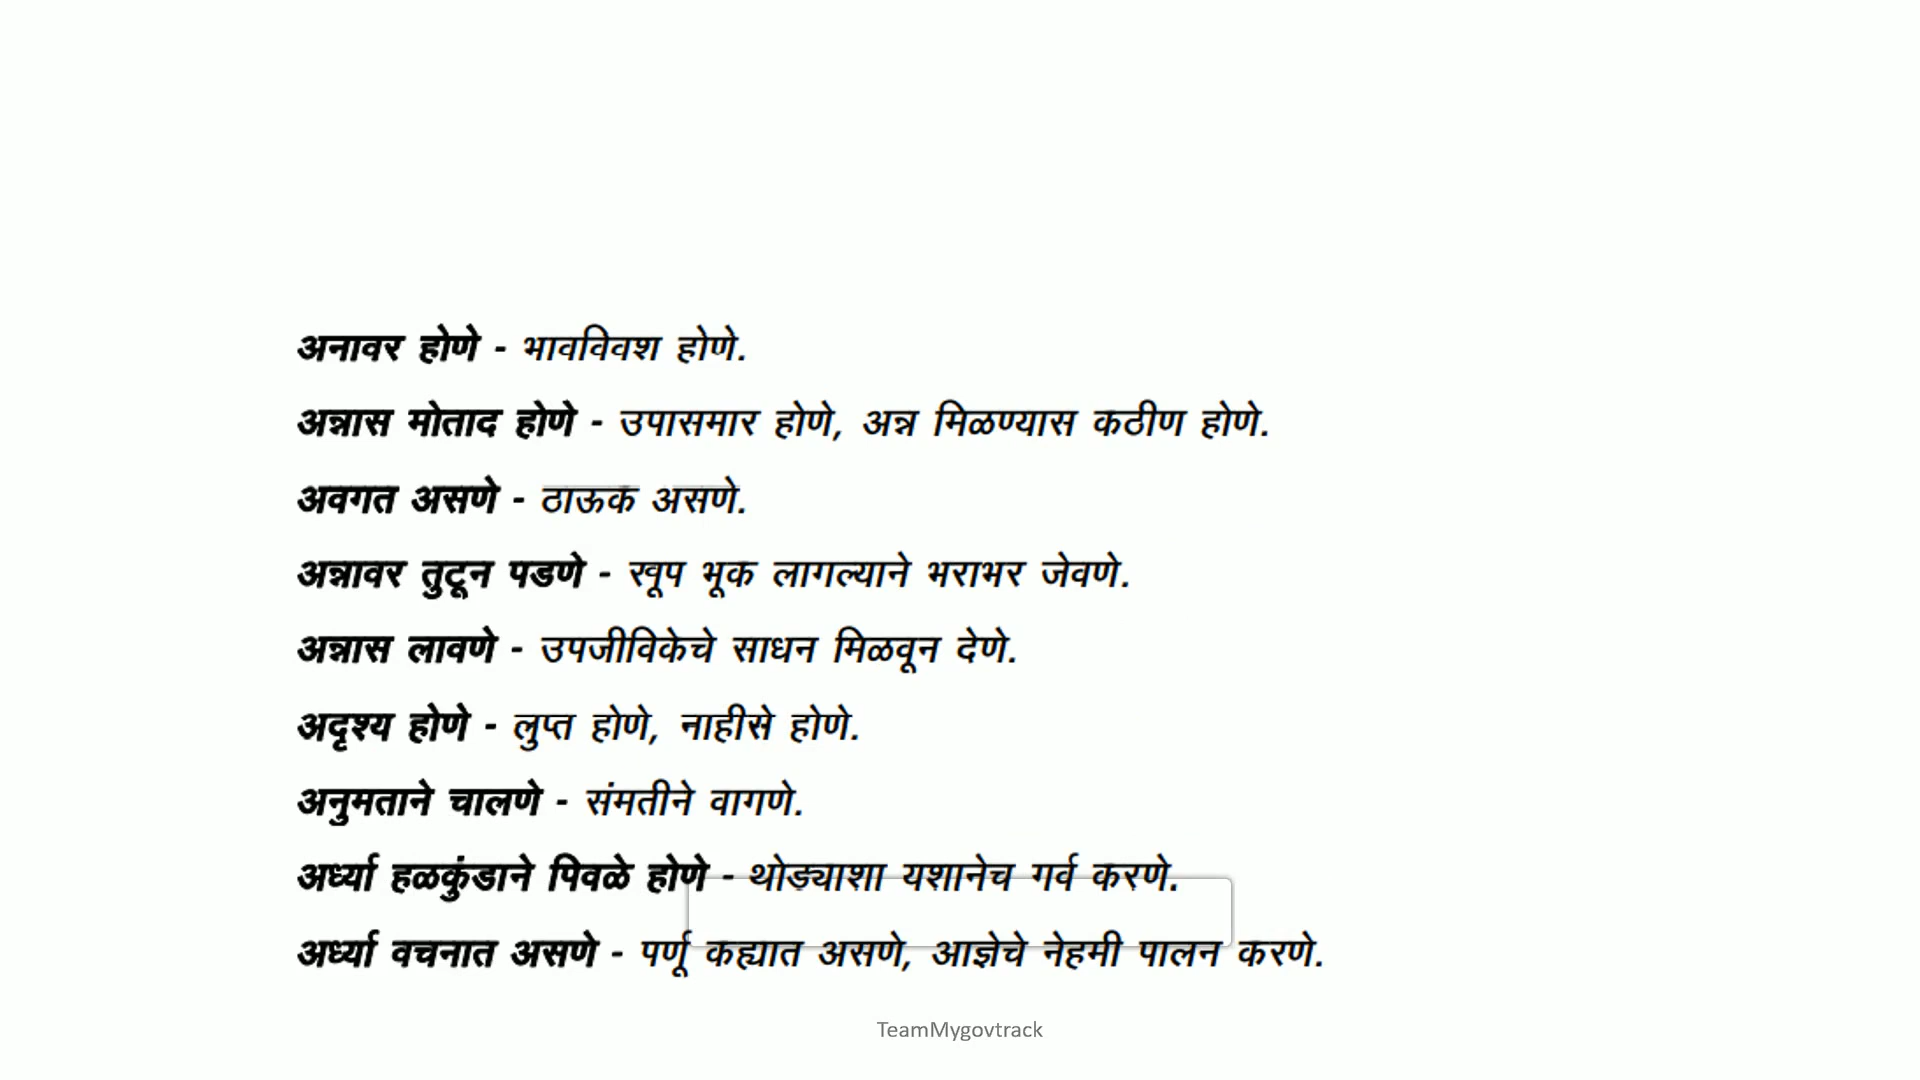 अनावर होणे - भावविवश होणे.
अन्नास मोताद होणे - उपासमार होणे, अन्न मिळण्यास कठीण होणे.
अवगत असणे - ठाऊक असणे.
अन्नावर तुटून पडणे - खूप भूक लागल्याने भराभर जेवणे.
अन्नास लावणे - उपजीविकेचे साधन मिळवून देणे.
अदृश्य होणे - लुप्त होणे, नाहीसे होणे.
अनुमताने चालणे - संमतीने वागणे.
अर्ध्या हळकुंडाने पिवळे होणे - थोड्याशा यशानेच गर्व करणे.
अर्ध्या वचनात असणे - पर्णू कह्यात असणे, आज्ञेचे नेहमी पालन करणे.
TeamMygovtrack